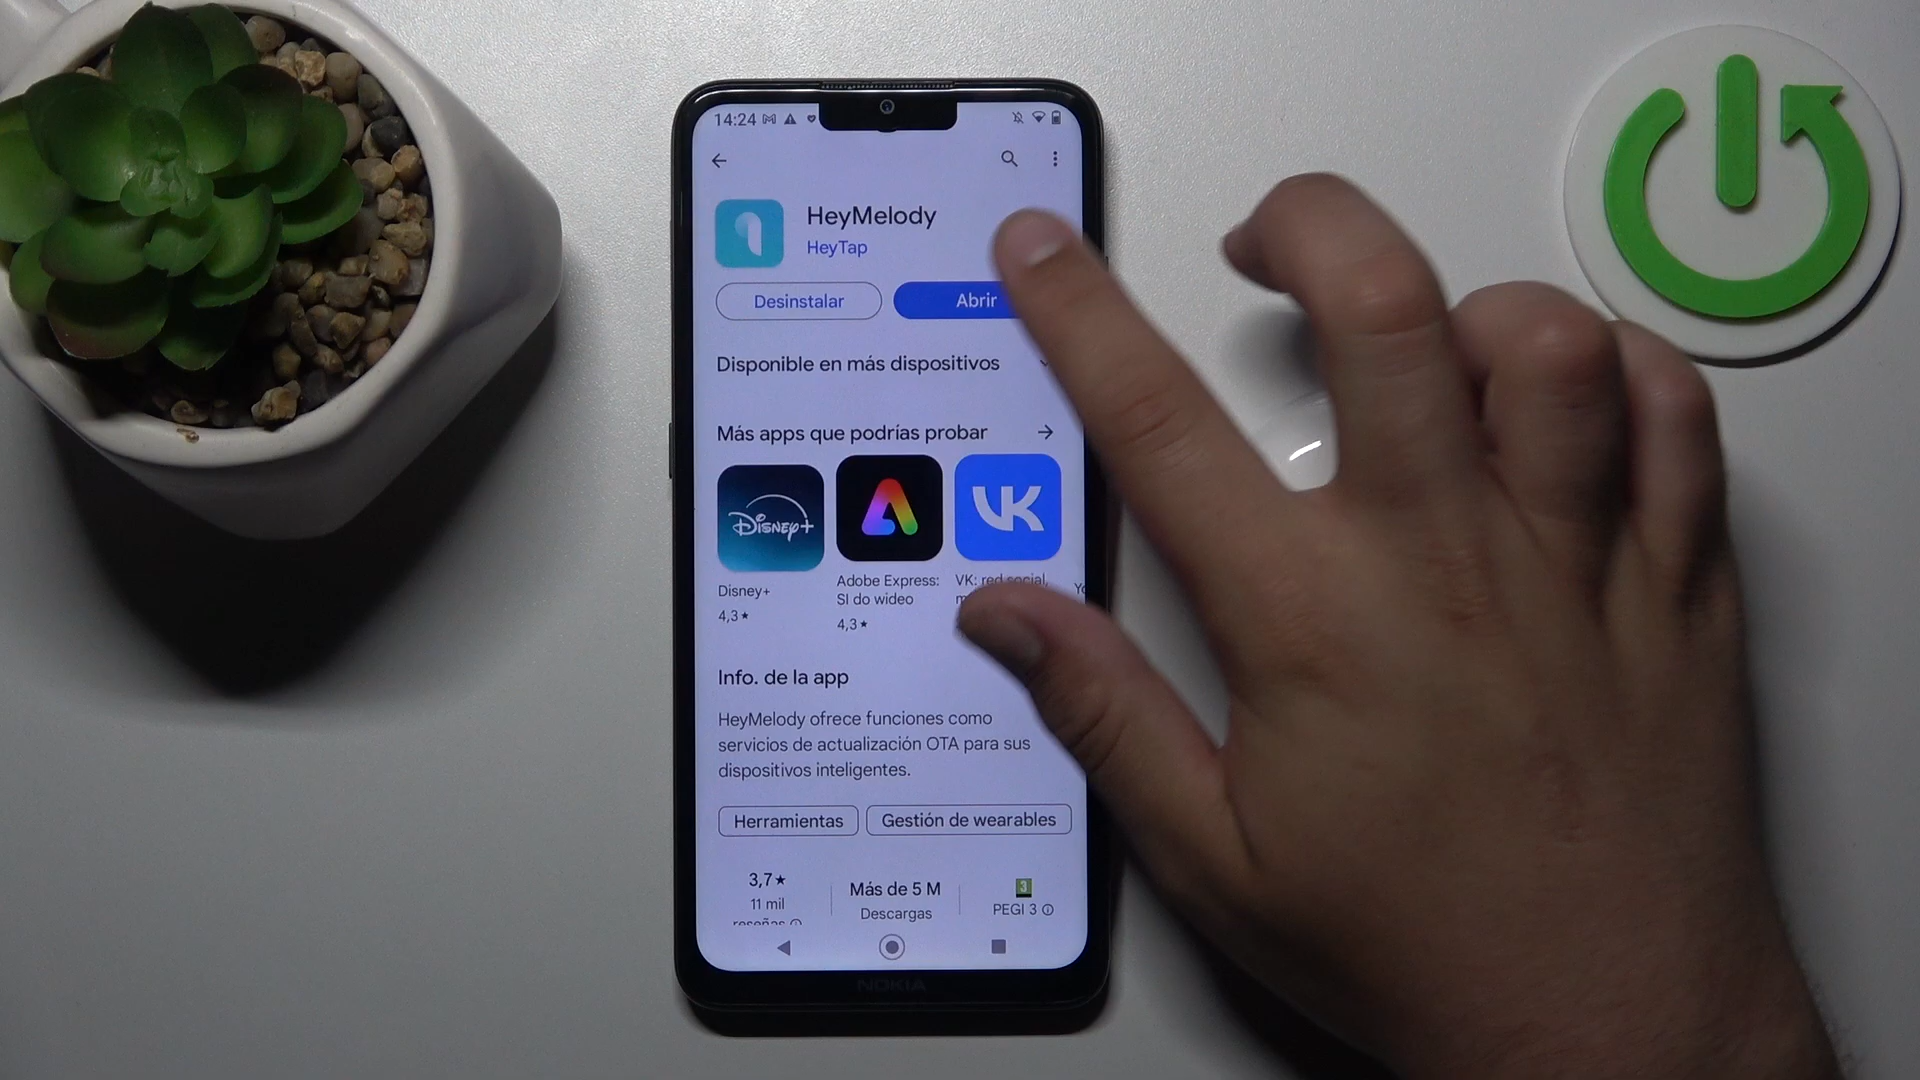 14:24
HeyMelody
HeyTap
Desinstalar
Abrir
Disponible en más dispositivos
Más apps que podrías probar
Disney+
VK
Disney+
4,3★
Adobe Express:
SI do wideo
4,3★
VK: red social,
Info. de la app
HeyMelody ofrece funciones como
servicios de actualización OTA para sus
dispositivos inteligentes.
Herramientas
Gestión de wearables
3,7★
11 mil
reseñas
Más de 5 M
Descargas
3
PEGI 3
NOKIA